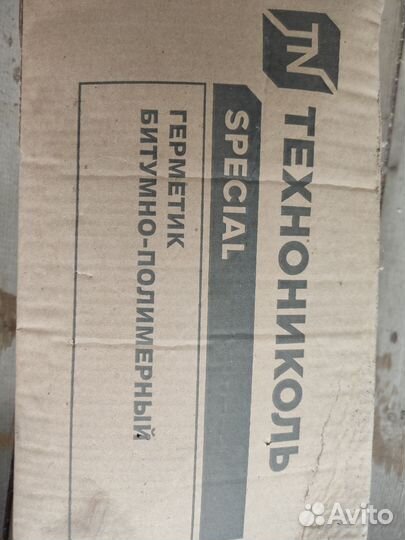 TN
ТЕХНОНИКОЛЬ
SPECIAL
ГЕРМЕТИК
БИТУМНО-ПОЛИМЕРНЫЙ
Avito